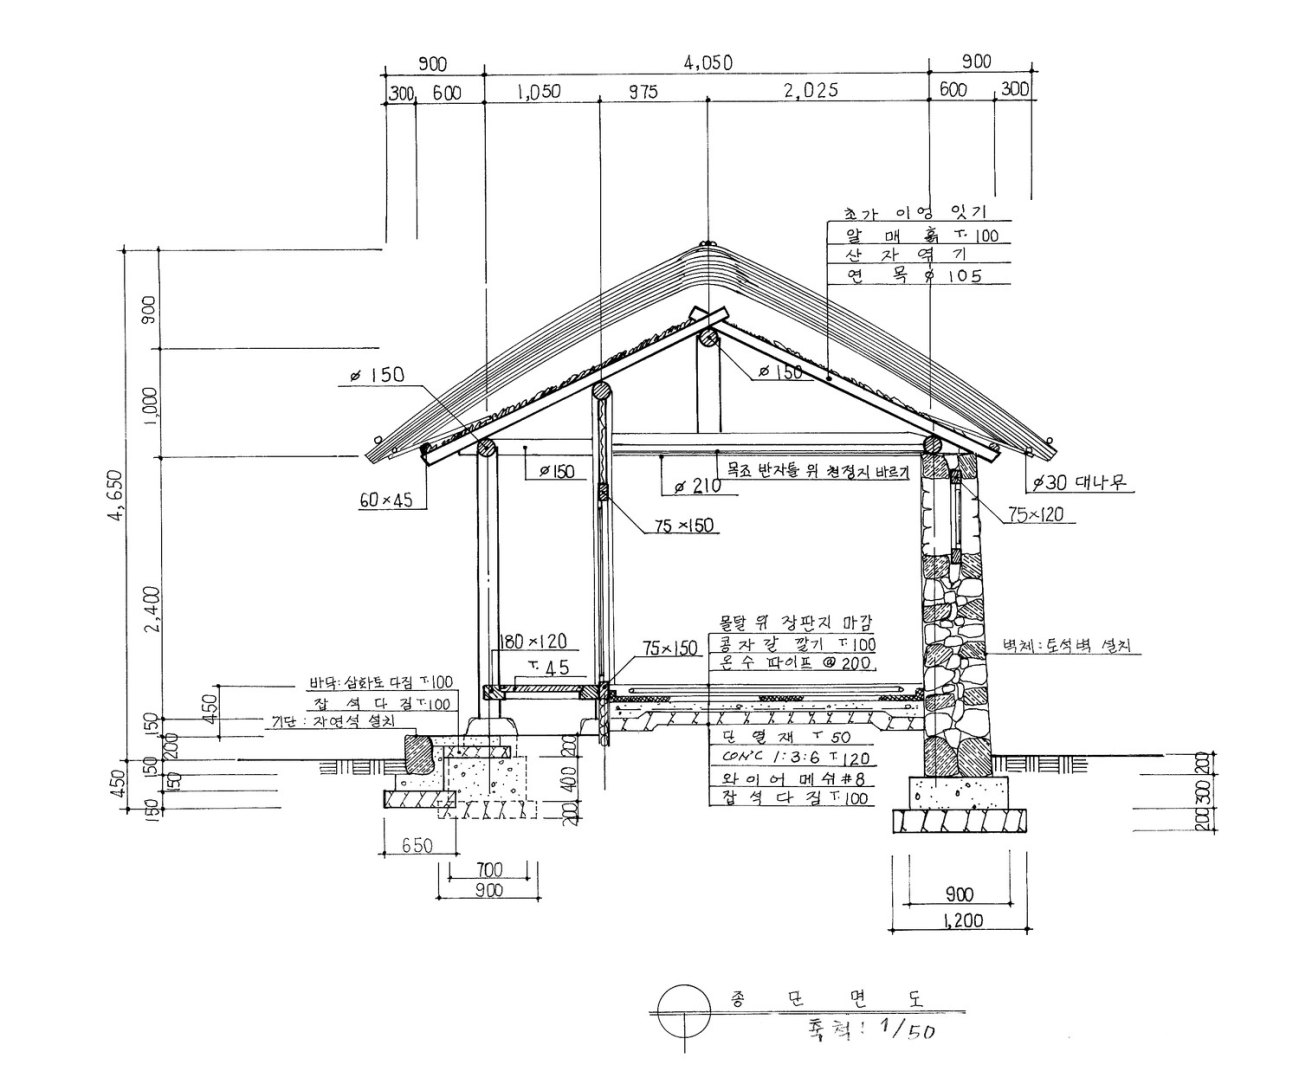 900 4,050 900
300 600 1,050 975 2,025 600 300
초가 이엉 잇기
알 매 흙 T.100
산 자 엮 기
연 목 ∅ 105
900
1,000
4,650
2,400
∅ 150
∅ 150
∅150
목조 반자틀 위 천정지 바르기
∅ 210
∅30 대나무
60×45
75×150
75×120
몰탈 위 장판지 마감
콩 자 갈 깔기 T.100
온 수 파이프 @ 200
180×120
75×150
벽체:토석벽 설치
T. 45
바닥:삼화토 다짐 T.100
잡 석 다 짐 T.100
기단 : 자연석 설치
450
150
200
150
150
150
450
단 열 재 T 50
CON'C 1:3:6 T.120
와 이 어 메 쉬 #8
잡 석 다 짐 T.100
200
400
200
200
300
200
650
700
900
900
1,200
종 단 면 도
축척: 1/50